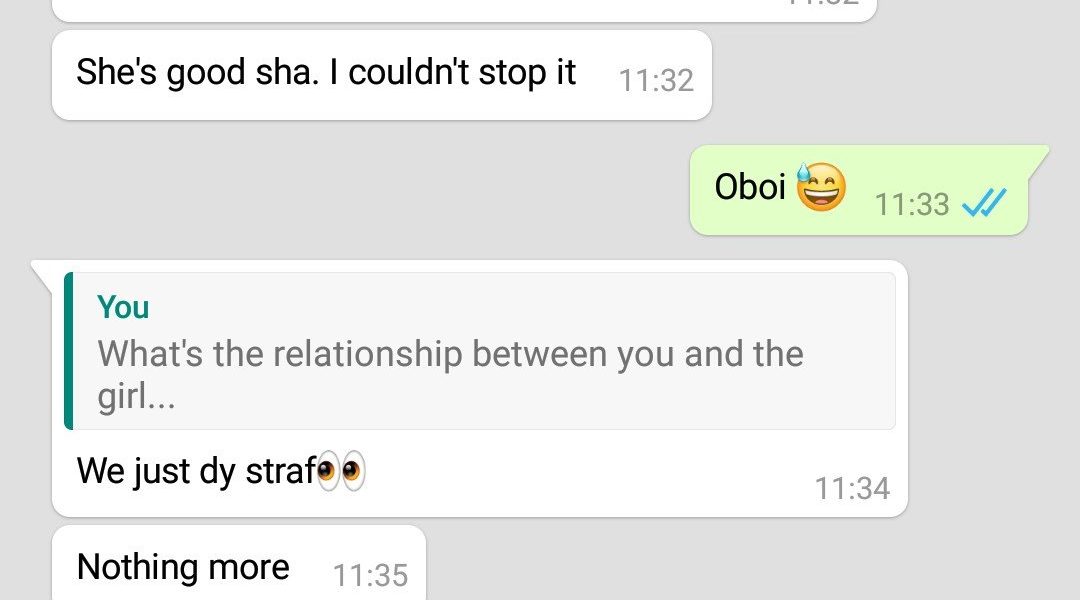 She's good sha. I couldn't stop it 11:32
Oboi 😅 11:33
You
What's the relationship between you and the
girl...
We just dy straf👀
11:34
Nothing more 11:35